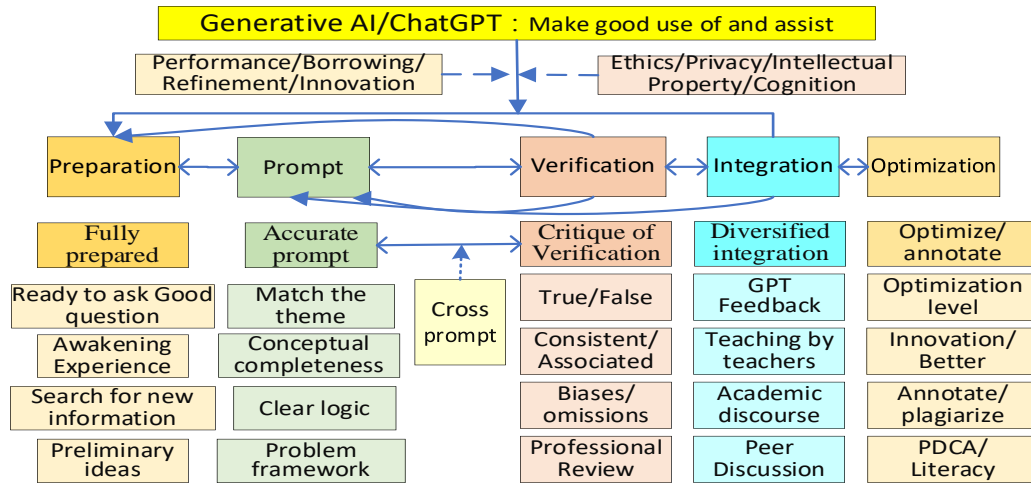 Generative AI/ChatGPT : Make good use of and assist
Performance/Borrowing/
Refinement/Innovation
Ethics/Privacy/Intellectual
Property/Cognition
Preparation
Prompt
Verification
Integration
Optimization
Fully
prepared
Accurate
prompt
Critique of
Verification
Diversified
integration
Optimize/
annotate
Ready to ask Good
question
Match the
theme
Cross
prompt
True/False
GPT
Feedback
Optimization
level
Awakening
Experience
Conceptual
completeness
Consistent/
Associated
Teaching by
teachers
Innovation/
Better
Search for new
information
Clear logic
Biases/
omissions
Academic
discourse
Annotate/
plagiarize
Preliminary
ideas
Problem
framework
Professional
Review
Peer
Discussion
PDCA/
Literacy